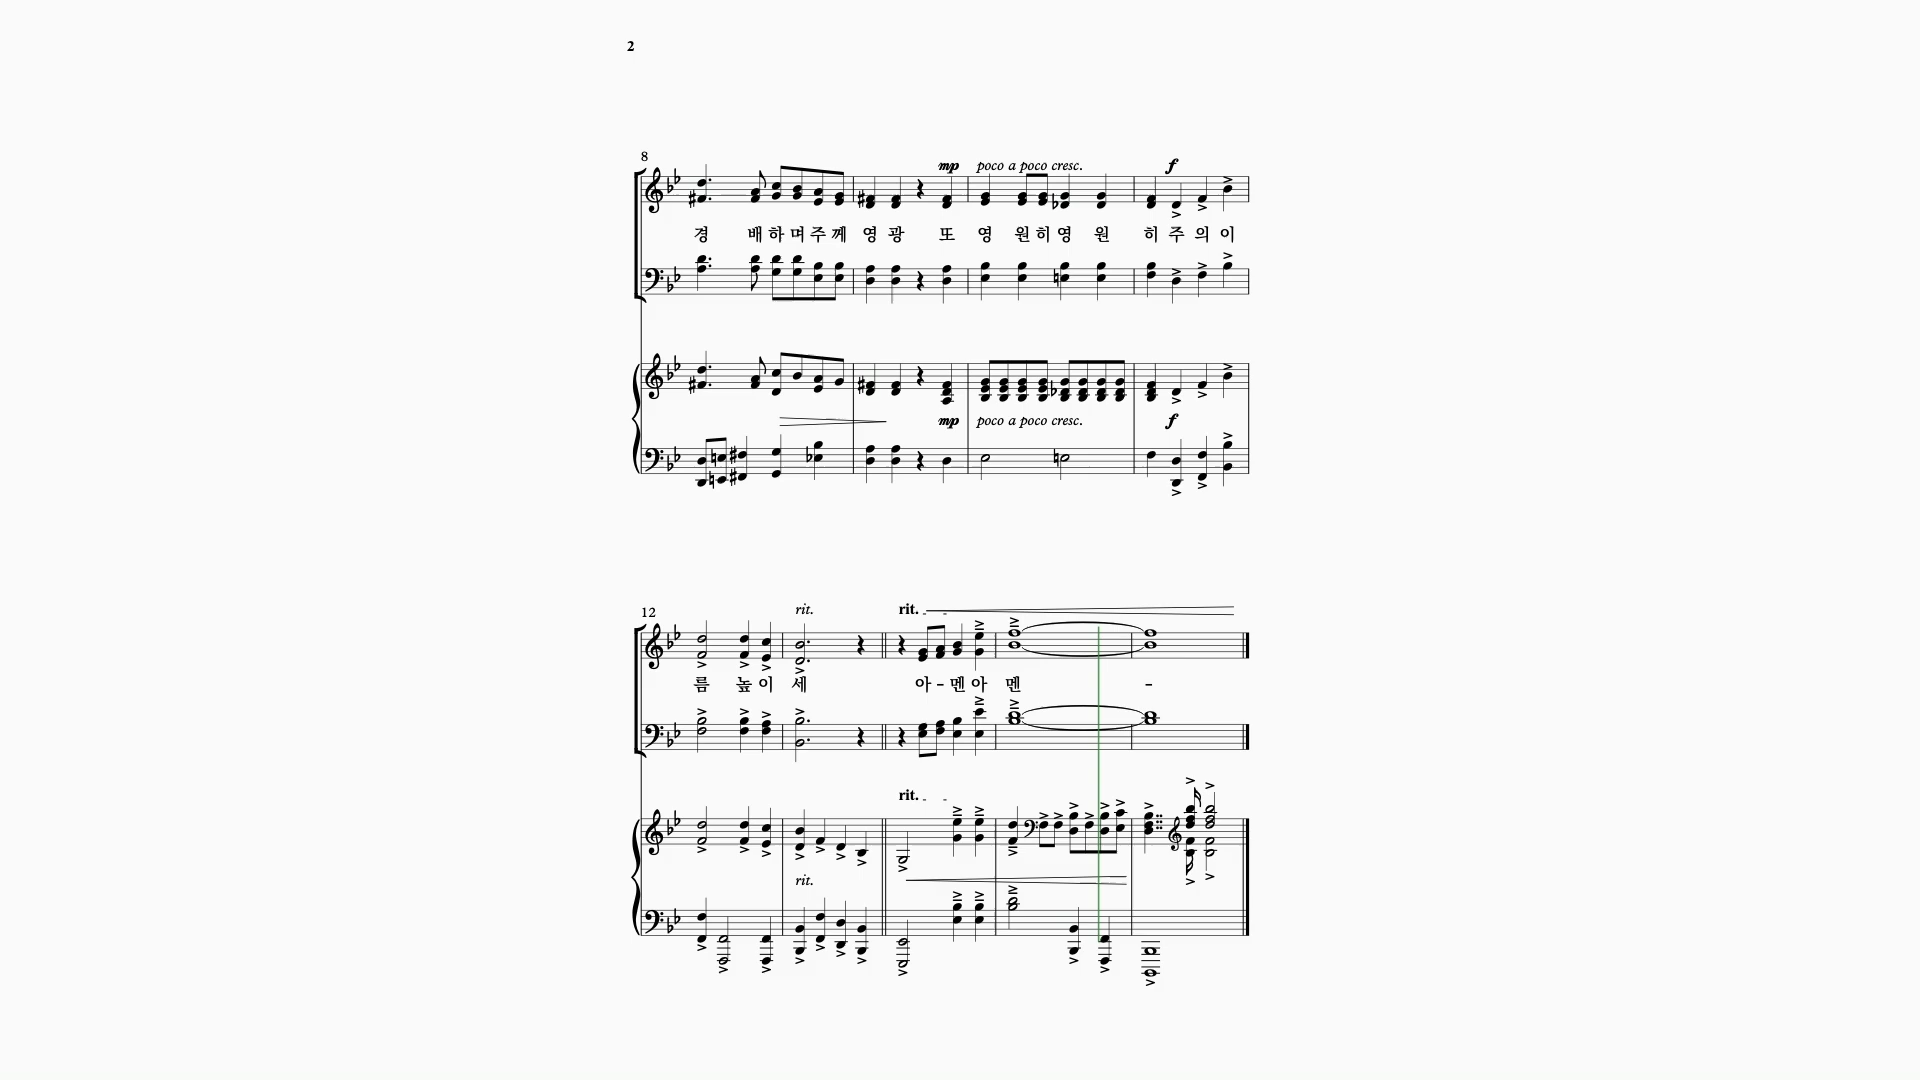 2
8
mp poco a poco cresc. f
경 배 하 며 주 께 영 광 또 영 원 히 영 원 히 주 의 이
mp poco a poco cresc. f
12
rit. rit.
름 높 이 세 아 - 멘 아 멘 -
rit.
rit.